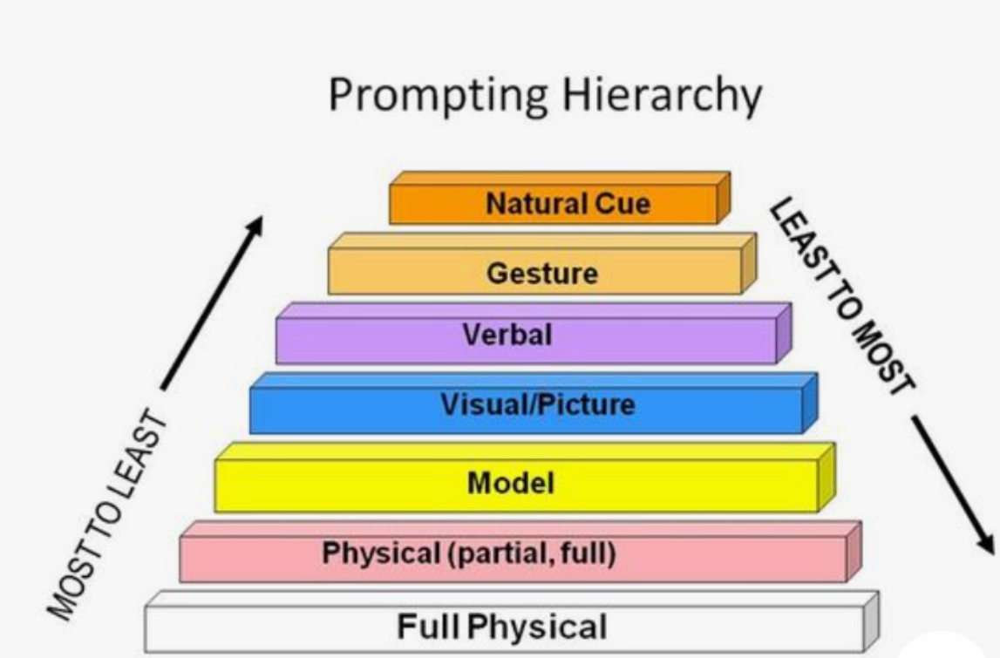 Prompting Hierarchy
Natural Cue
Gesture
Verbal
Visual/Picture
Model
Physical (partial, full)
Full Physical
MOST TO LEAST
LEAST TO MOST